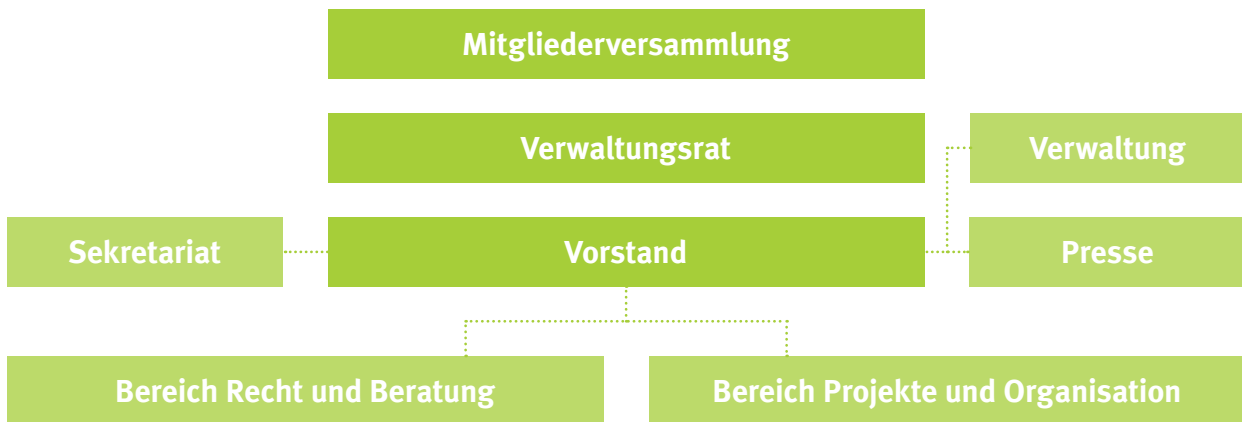 Mitgliederversammlung
Verwaltungsrat
Verwaltung
Sekretariat
Vorstand
Presse
Bereich Recht und Beratung
Bereich Projekte und Organisation